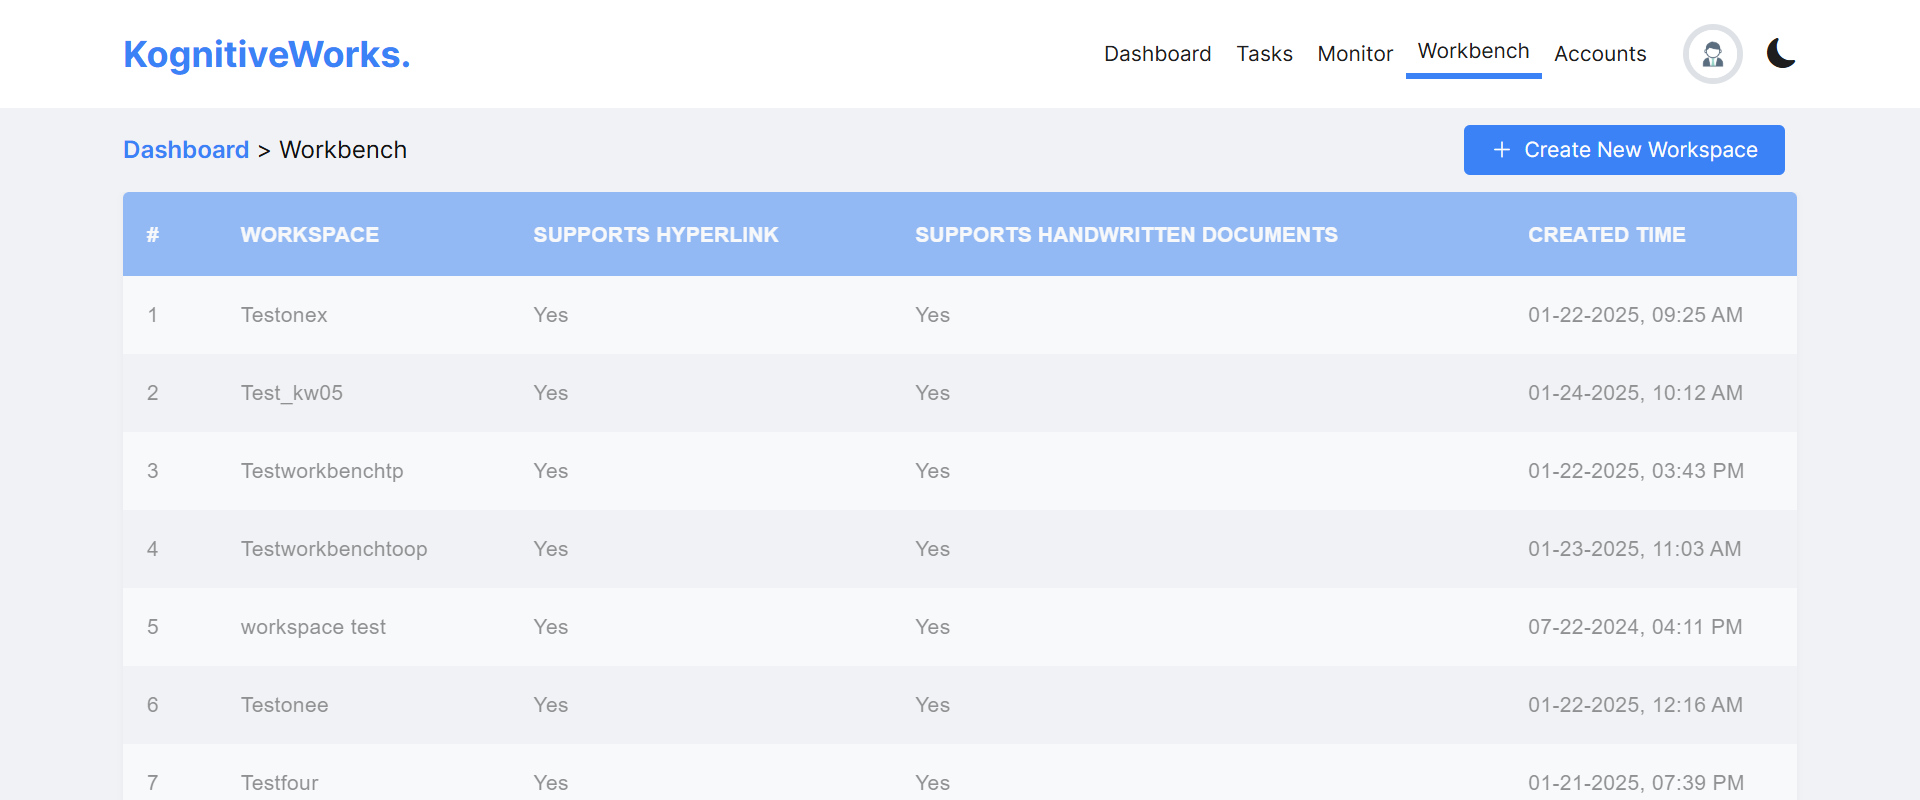 KognitiveWorks.
Dashboard Tasks Monitor Workbench Accounts
Dashboard > Workbench
+ Create New Workspace
# WORKSPACE SUPPORTS HYPERLINK SUPPORTS HANDWRITTEN DOCUMENTS CREATED TIME
1 Testonex Yes Yes 01-22-2025, 09:25 AM
2 Test_kw05 Yes Yes 01-24-2025, 10:12 AM
3 Testworkbenchtp Yes Yes 01-22-2025, 03:43 PM
4 Testworkbenchtoop Yes Yes 01-23-2025, 11:03 AM
5 workspace test Yes Yes 07-22-2024, 04:11 PM
6 Testonee Yes Yes 01-22-2025, 12:16 AM
7 Testfour Yes Yes 01-21-2025, 07:39 PM